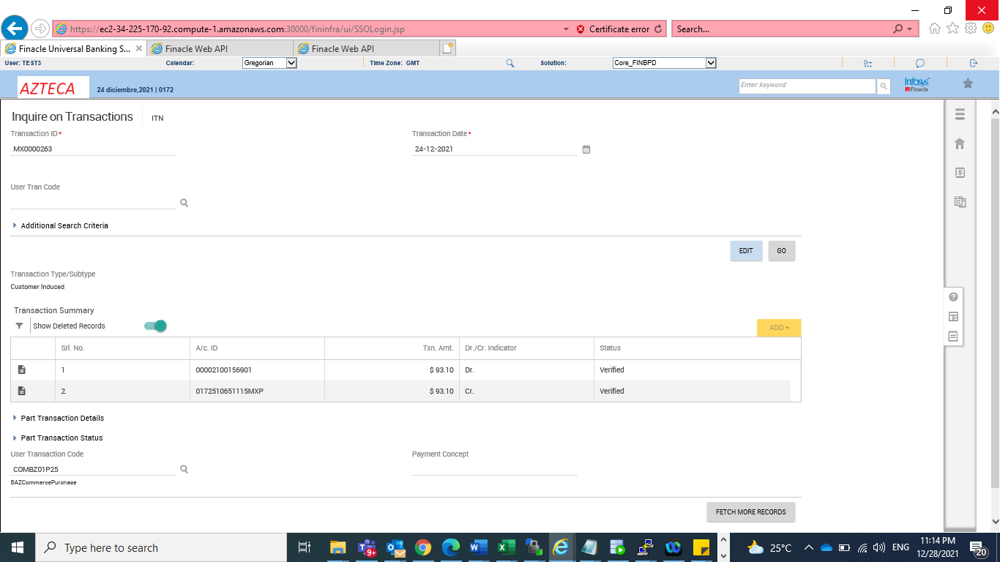 https://ec2-34-225-170-92.compute-1.amazonaws.com:30000/fininfra/ui/SSOLogin.jsp Certificate error Search...
Finacle Universal Banking S... Finacle Web API Finacle Web API
User: TEST3 Calendar: Gregorian Time Zone: GMT Solution: Core_FINBPD
AZTECA 24 diciembre,2021 | 0172 Enter keyword Infosys Finacle
Inquire on Transactions ITN
Transaction ID* Transaction Date*
MX0000263 24-12-2021
User Tran Code
Additional Search Criteria
EDIT GO
Transaction Type/Subtype
Customer Induced
Transaction Summary
Show Deleted Records ADD +
Srl. No. A/c. ID Txn. Amt. Dr./Cr. Indicator Status
1 00002100156901 $ 93.10 Dr. Verified
2 0172510651115MXP $ 93.10 Cr. Verified
Part Transaction Details
Part Transaction Status
User Transaction Code Payment Concept
COMBZ01P25
BAZCommercePurchase
FETCH MORE RECORDS
Type here to search 9+ 25°C ENG 11:14 PM
12/28/2021 20